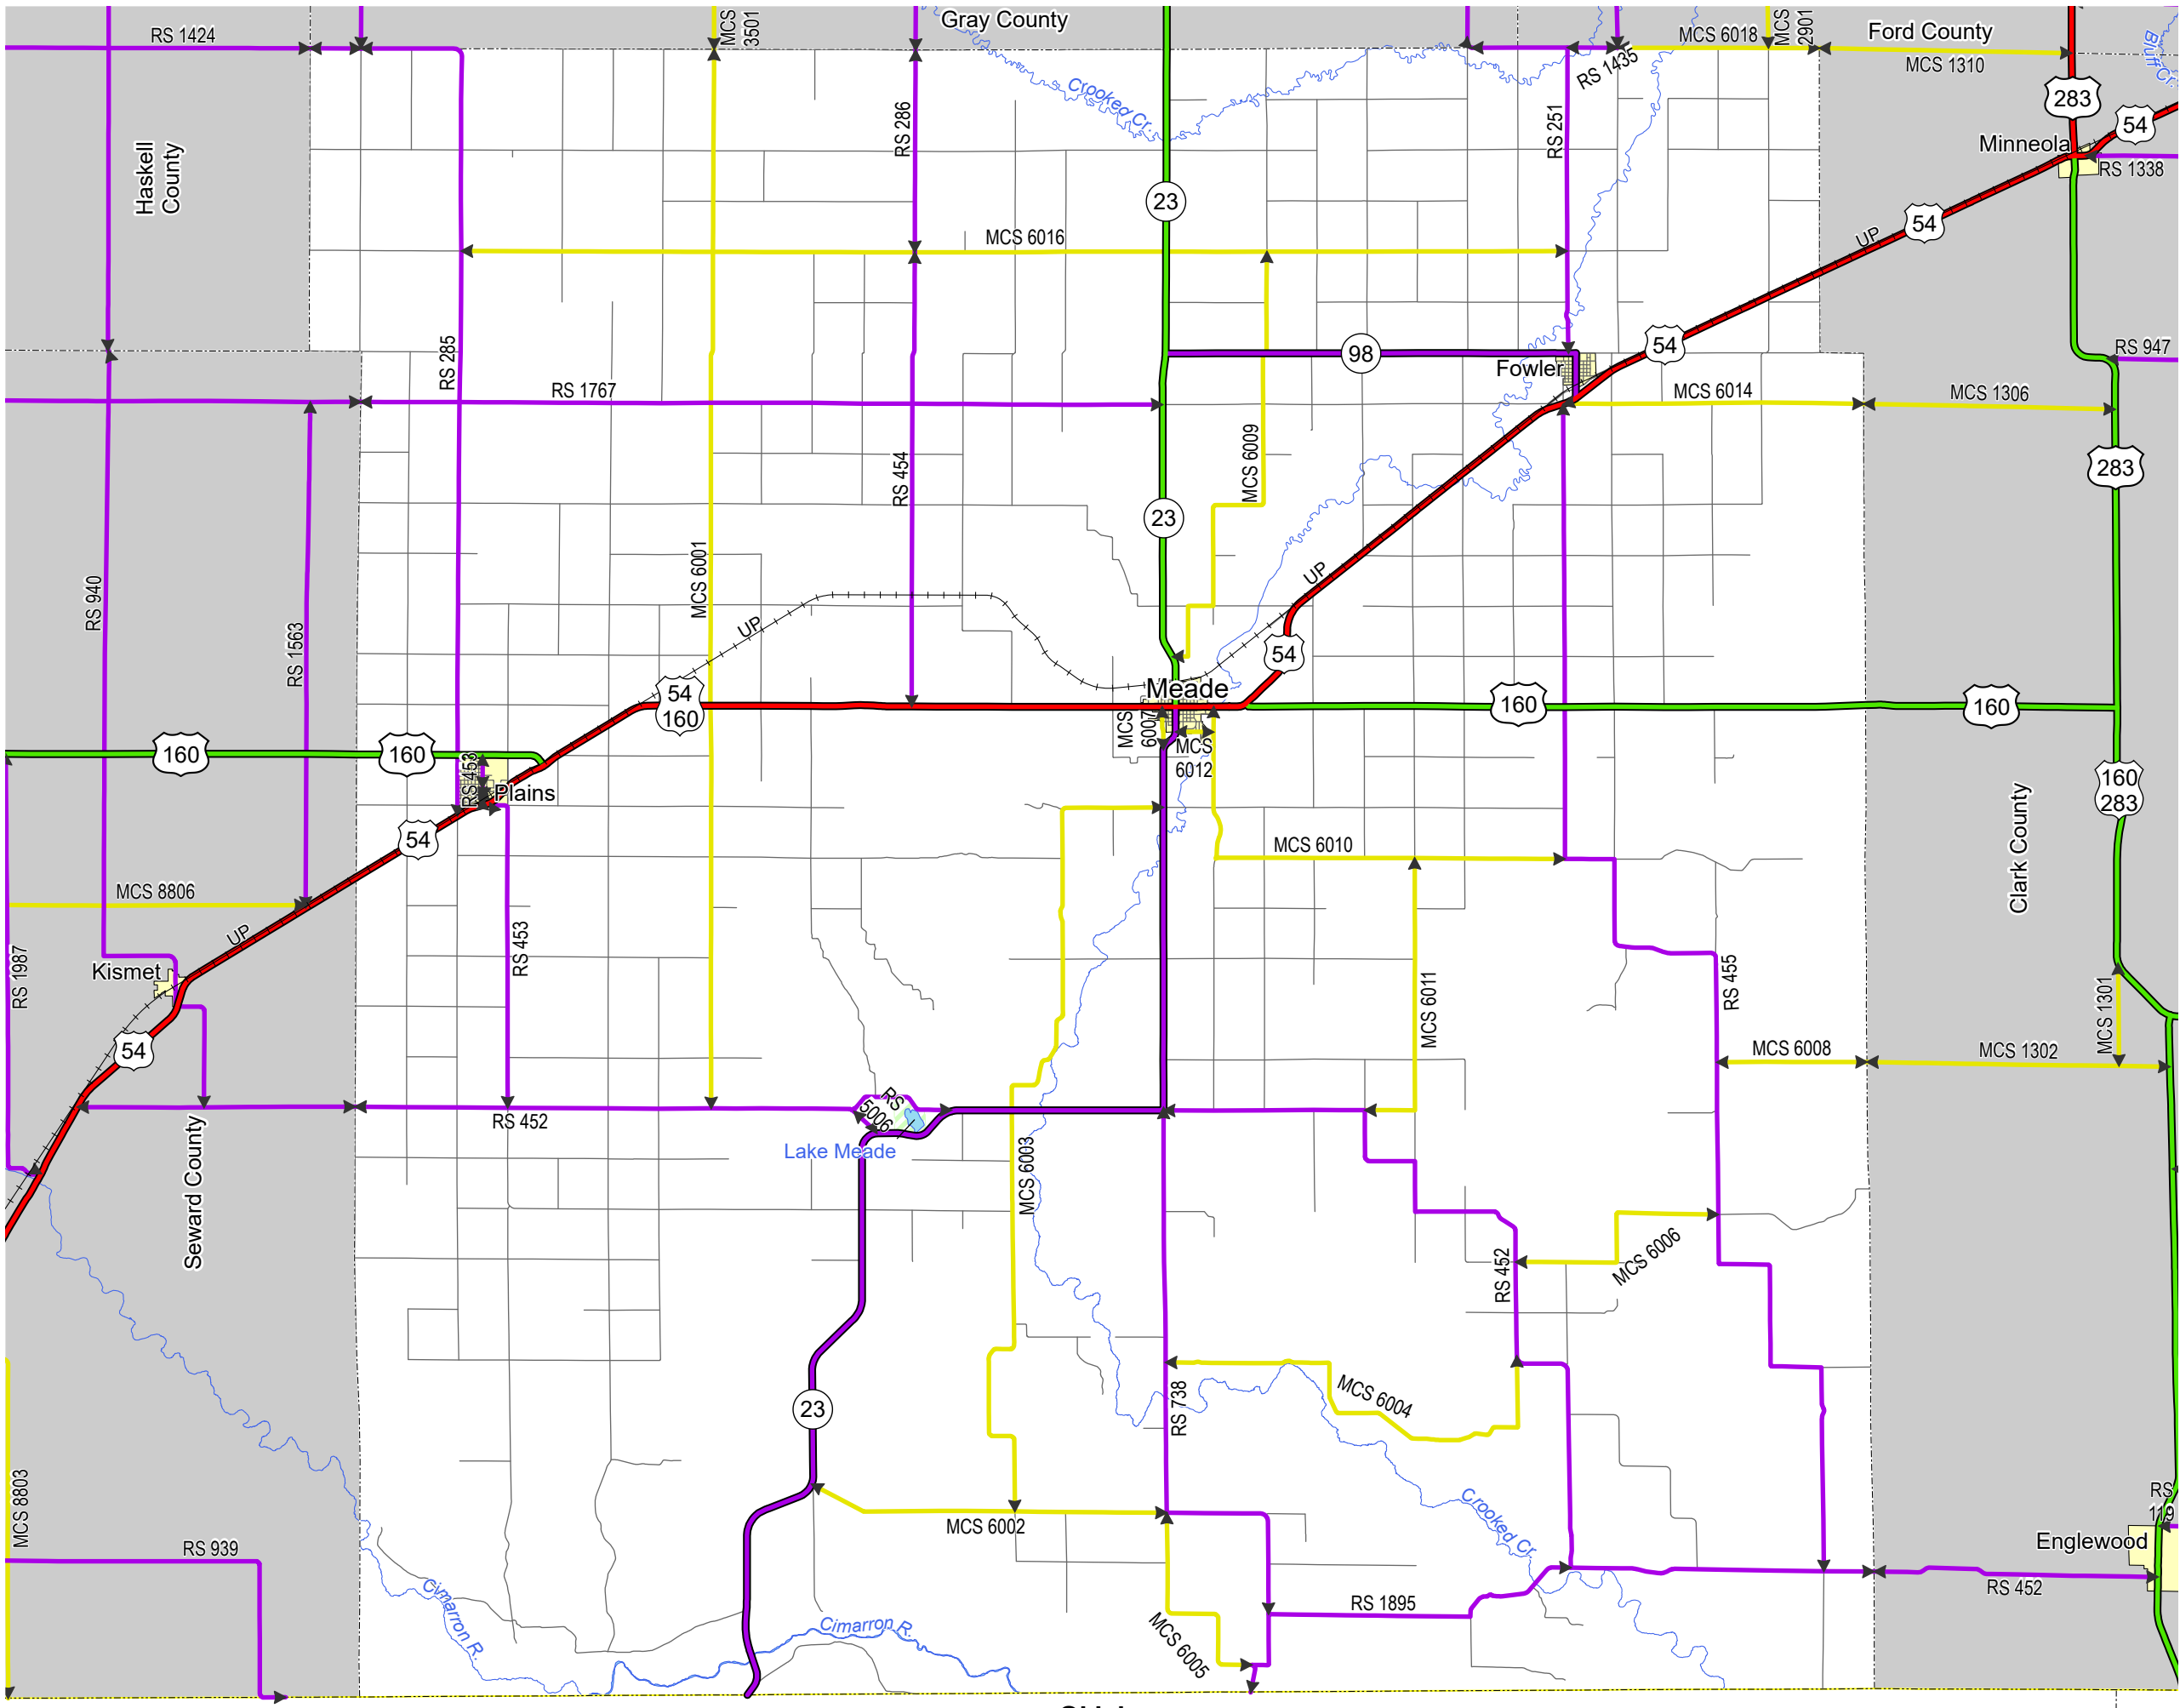 Gray County
MCS
3501
MCS
2901
Ford County
RS 1424
MCS 6018
RS 1435
MCS 1310
Bluff Cr.
Crooked Cr.
283
54
Haskell
County
RS 286
RS 251
Minneola
RS 1338
23
54
UP
MCS 6016
54
RS 285
98
RS 947
Fowler
RS 1767
MCS 6014
MCS 1306
MCS 6009
RS 454
283
23
MCS 6001
RS 940
UP
UP
RS 1563
54
Meade
54
160
160
160
MCS
6007
MCS
6012
160
160
RS 453
Plains
160
283
54
MCS 6010
Clark County
MCS 8806
UP
RS 453
Kismet
RS 1987
RS 455
MCS 6011
MCS 1301
54
MCS 6008
MCS 1302
RS
5006
RS 452
Lake Meade
Seward County
MCS 6003
MCS 6006
RS 452
MCS 6004
RS 738
23
MCS 8803
RS
119
Crooked Cr.
MCS 6002
Englewood
RS 939
RS 452
Cimarron R.
RS 1895
Cimarron R.
MCS 6005